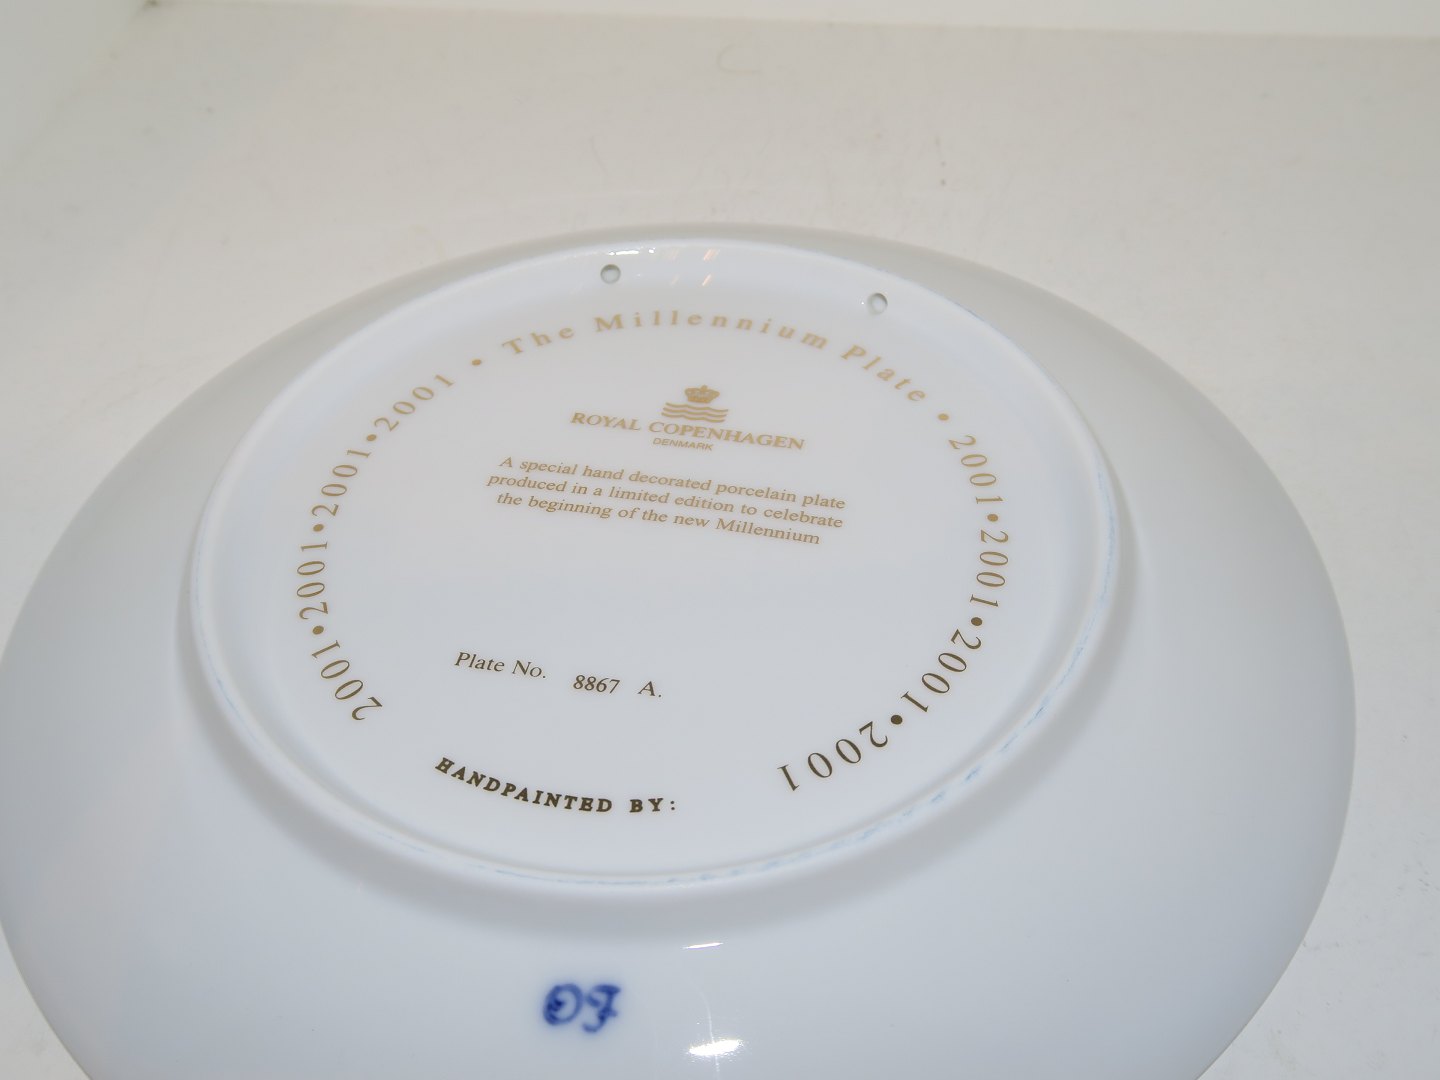 2001•2001•2001•2001 • The Millennium Plate • 2001•2001•2001•2001
ROYAL COPENHAGEN
DENMARK
A special hand decorated porcelain plate
produced in a limited edition to celebrate
the beginning of the new Millennium
Plate No. 8867 A.
HANDPAINTED BY: